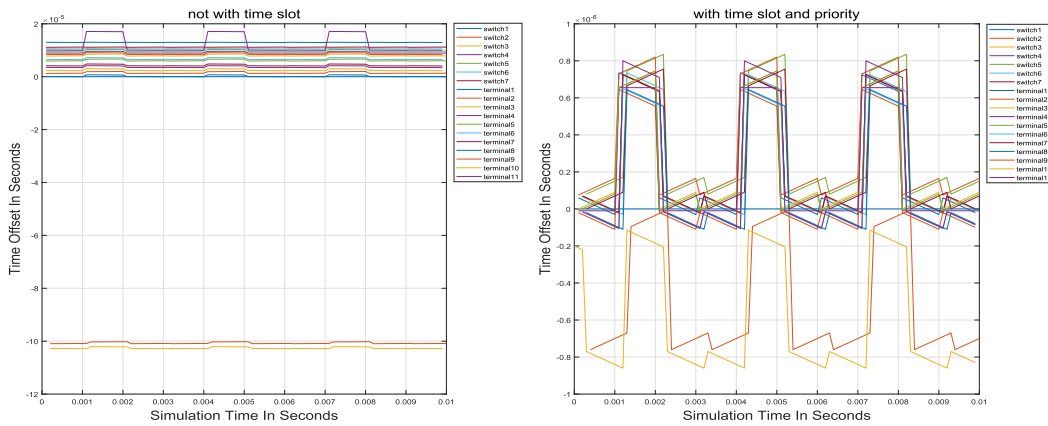 not with time slot
×10⁻⁵
2
0
-2
-4
-6
-8
-10
-12
0
0.001
0.002
0.003
0.004
0.005
0.006
0.007
0.008
0.009
0.01
Time Offset In Seconds
Simulation Time In Seconds
switch1
switch2
switch3
switch4
switch5
switch6
switch7
terminal1
terminal2
terminal3
terminal4
terminal5
terminal6
terminal7
terminal8
terminal9
terminal10
terminal11
with time slot and priority
×10⁻⁶
1
0.8
0.6
0.4
0.2
0
-0.2
-0.4
-0.6
-0.8
-1
0
0.001
0.002
0.003
0.004
0.005
0.006
0.007
0.008
0.009
0.01
Time Offset In Seconds
Simulation Time In Seconds
switch1
switch2
switch3
switch4
switch5
switch6
switch7
terminal1
terminal2
terminal3
terminal4
terminal5
terminal6
terminal7
terminal8
terminal9
terminal1
terminal1